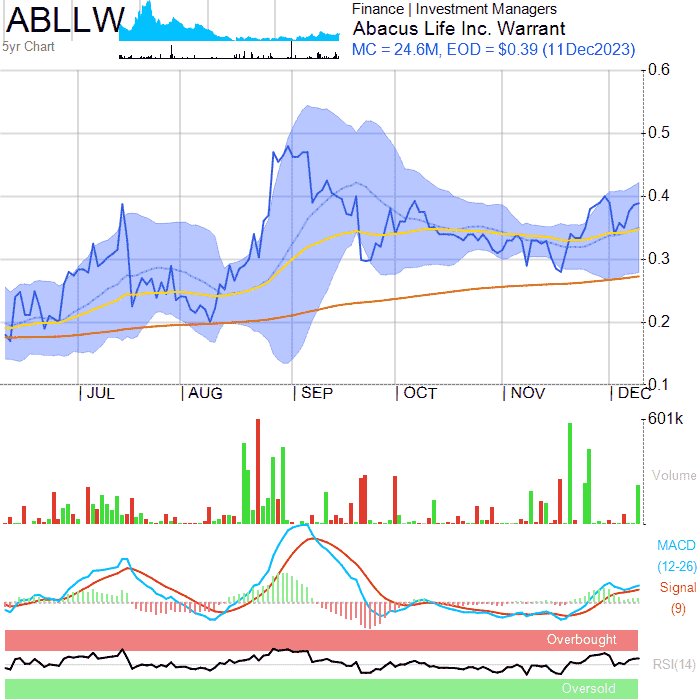 ABLLW
5yr Chart
Finance | Investment Managers
Abacus Life Inc. Warrant
MC = 24.6M, EOD = $0.39 (11Dec2023)
0.6
0.5
0.4
0.3
0.2
0.1
JUL AUG SEP OCT NOV DEC
601k
Volume
MACD
(12-26)
Signal
(9)
Overbought
RSI(14)
Oversold